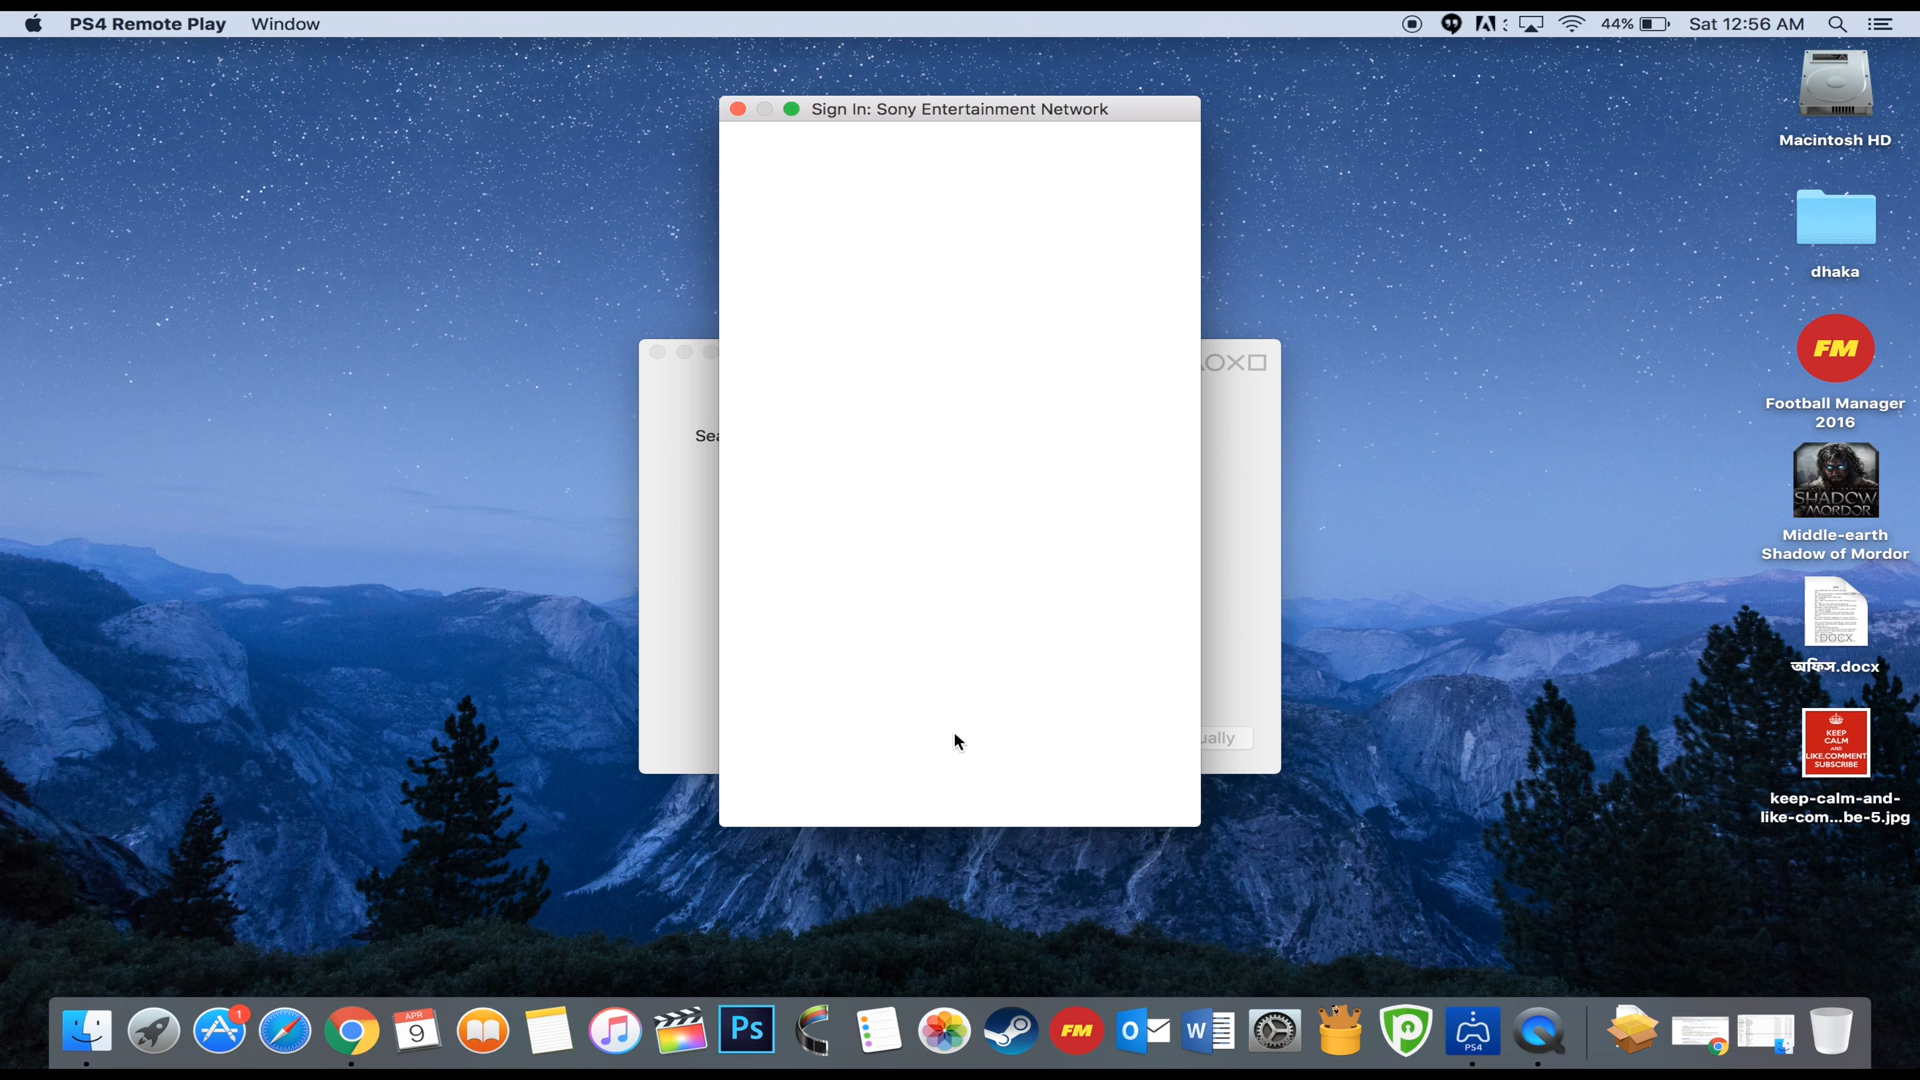 PS4 Remote Play Window
44% Sat 12:56 AM
Sign In: Sony Entertainment Network
Macintosh HD
dhaka
FM
Football Manager
2016
SHADOW
MORDOR
Middle-earth
Shadow of Mordor
DOCX
অফিস.docx
KEEP
CALM
AND
LIKE,COMMENT
SUBSCRIBE
keep-calm-and-
like-com...be-5.jpg
Sea
ually
1
APR
9
Ps
FM
O
W
PS4